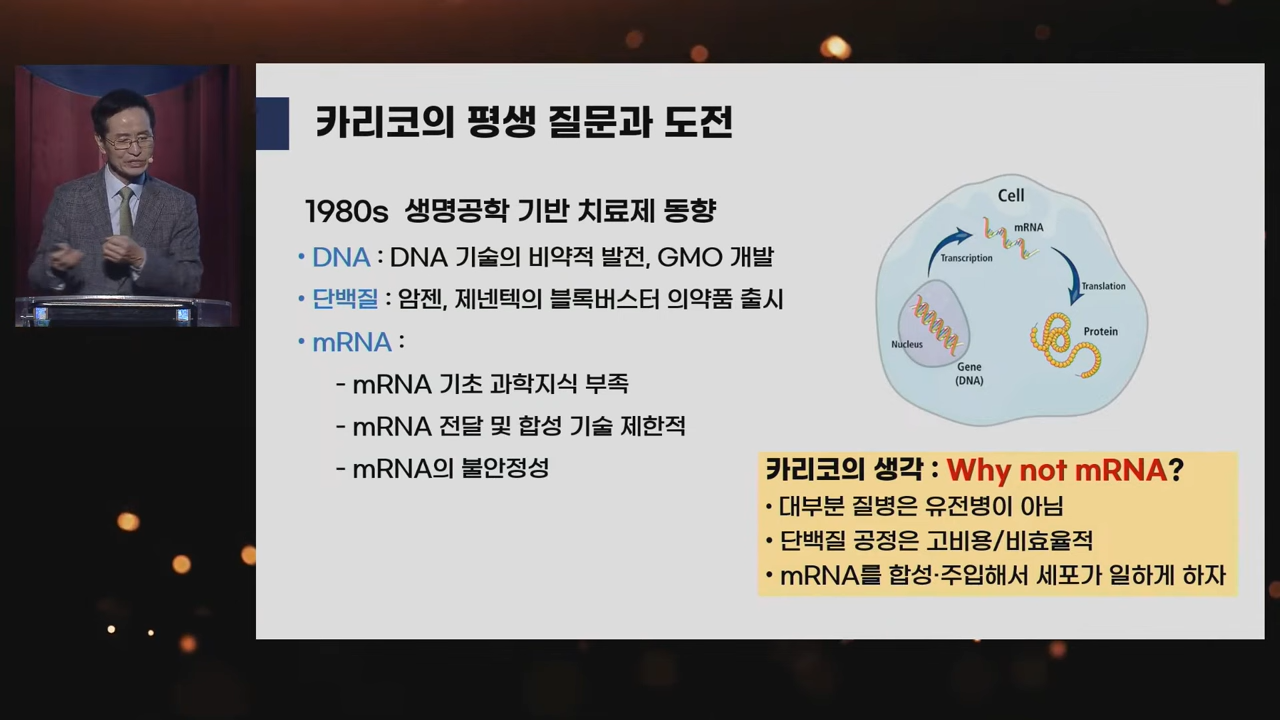 카리코의 평생 질문과 도전
1980s 생명공학 기반 치료제 동향
• DNA : DNA 기술의 비약적 발전, GMO 개발
• 단백질 : 암젠, 제넨텍의 블록버스터 의약품 출시
• mRNA :
- mRNA 기초 과학지식 부족
- mRNA 전달 및 합성 기술 제한적
- mRNA의 불안정성
Cell
mRNA
Transcription
Translation
Protein
Nucleus
Gene
(DNA)
카리코의 생각 : Why not mRNA?
• 대부분 질병은 유전병이 아님
• 단백질 공정은 고비용/비효율적
• mRNA를 합성·주입해서 세포가 일하게 하자